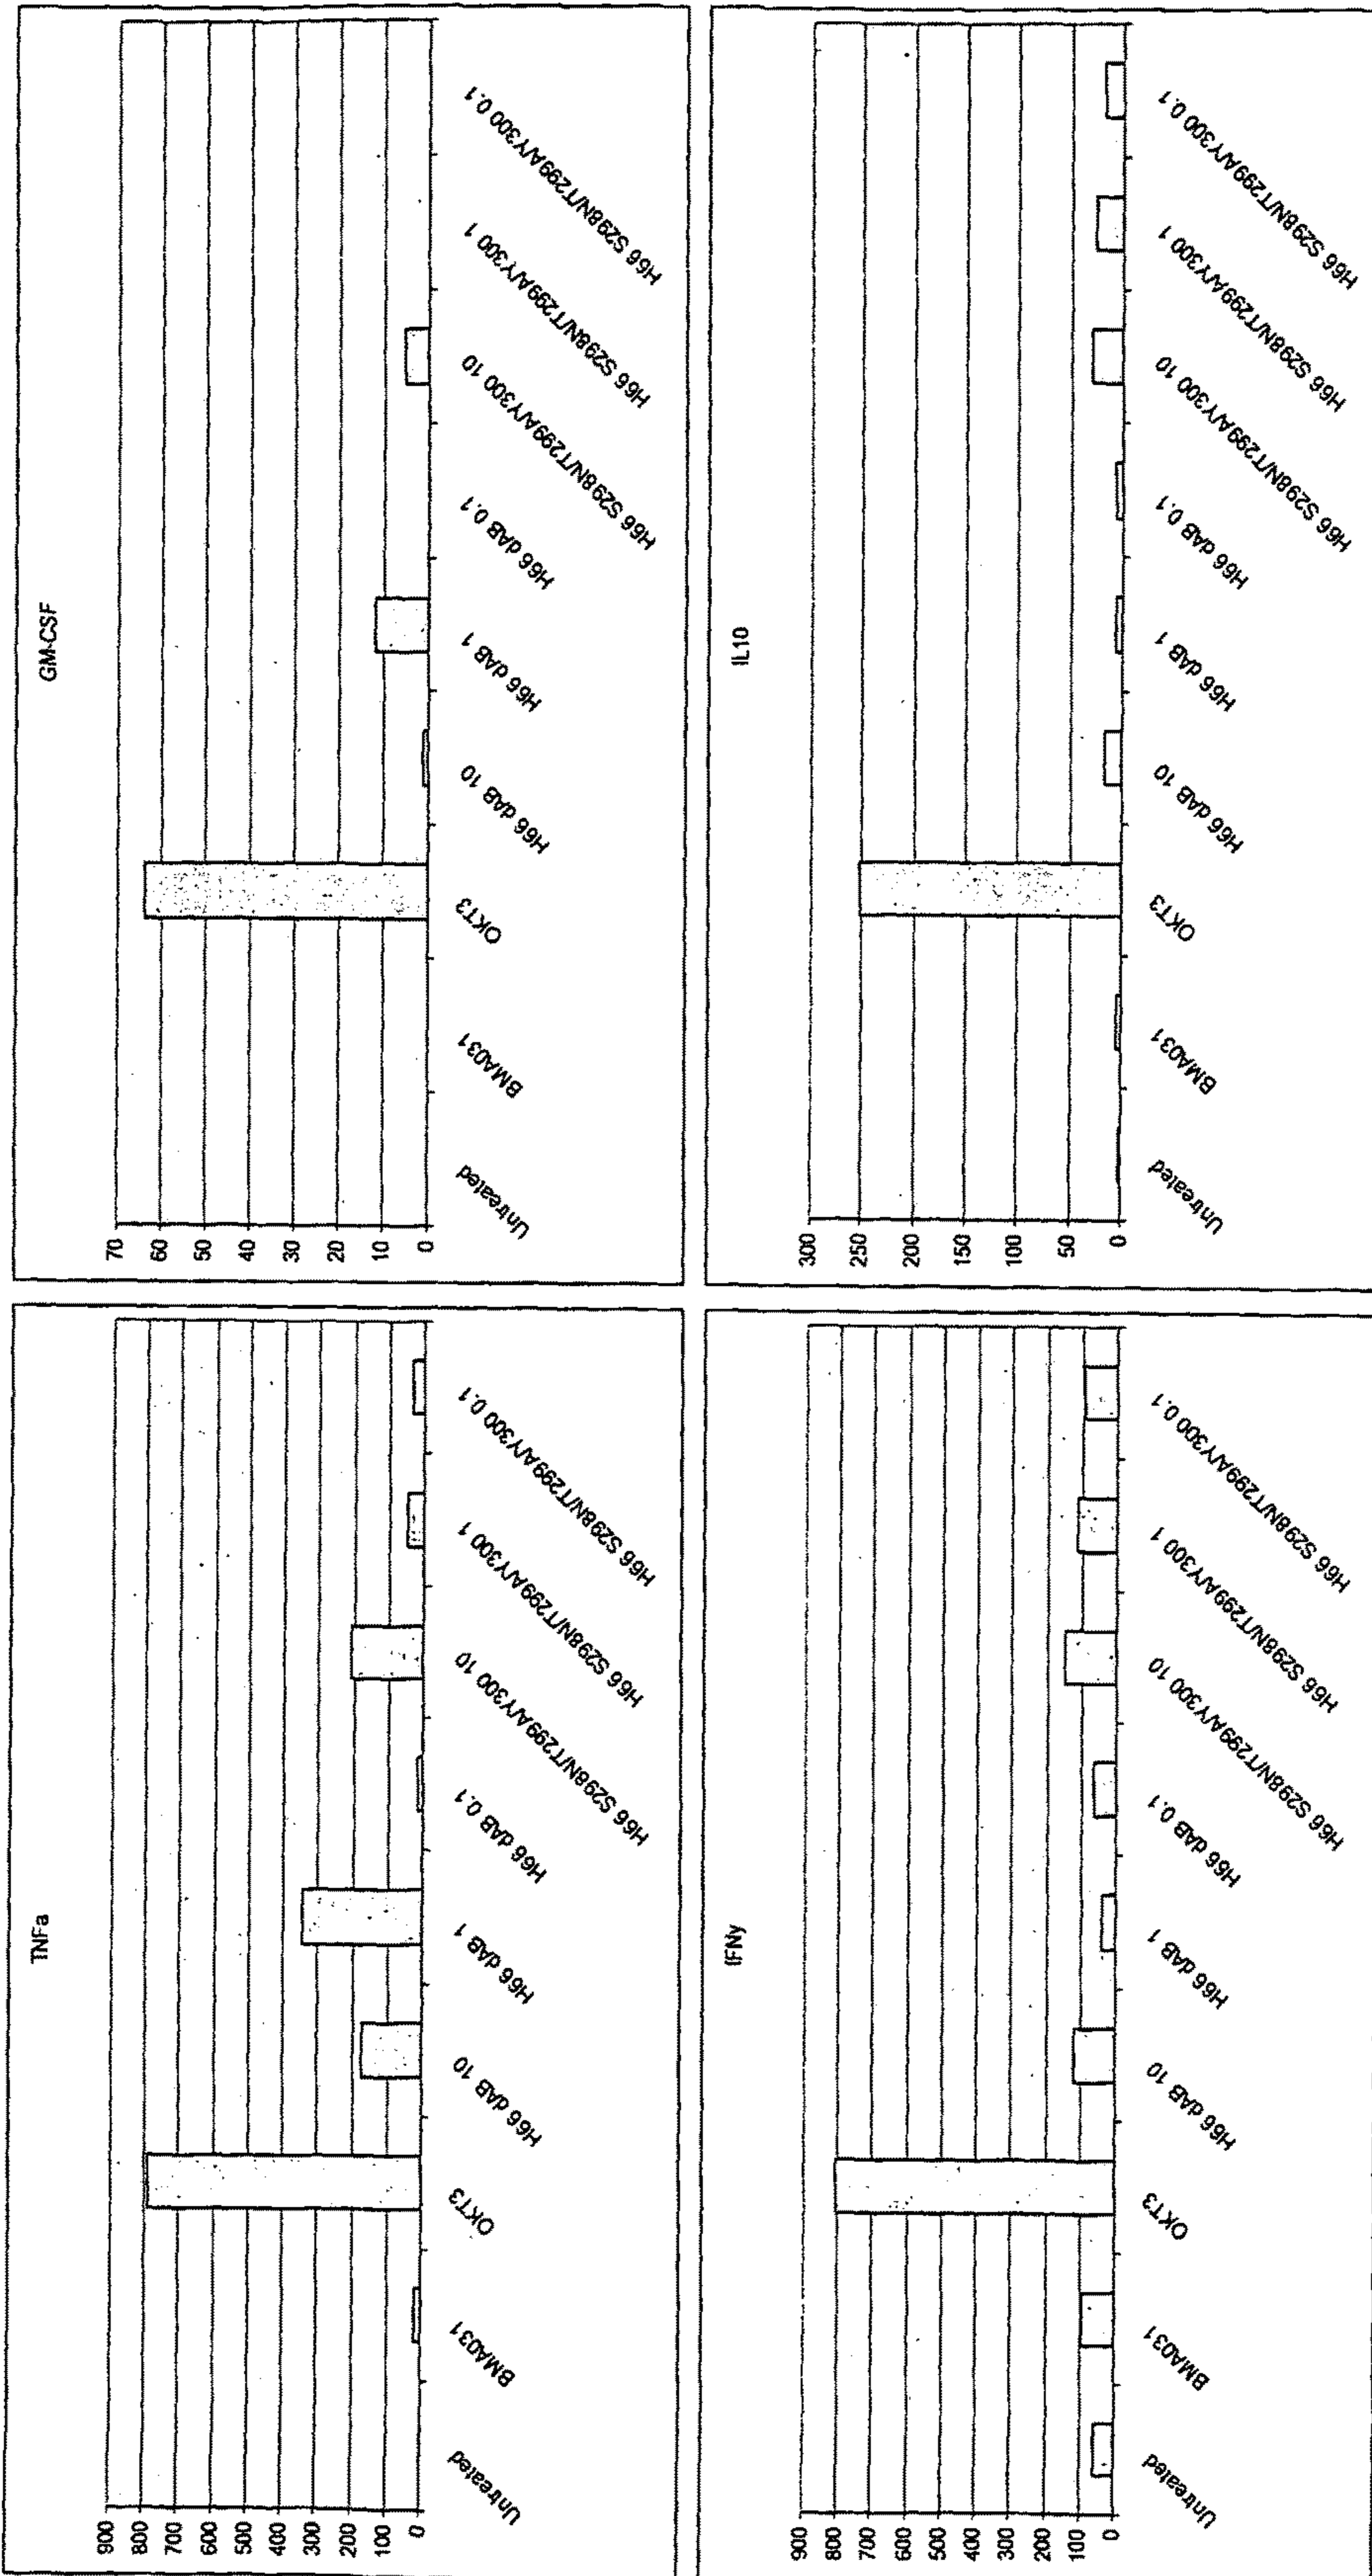 TNFa
900
800
700
600
500
400
300
200
100
0
Untreated
BMA031
OKT3
H66 dAB 10
H66 dAB 1
H66 dAB 0.1
H66 S298N/T299A/Y300 10
H66 S298N/T299A/Y300 1
H66 S298N/T299A/Y300 0.1
GM-CSF
70
60
50
40
30
20
10
0
Untreated
BMA031
OKT3
H66 dAB 10
H66 dAB 1
H66 dAB 0.1
H66 S298N/T299A/Y300 10
H66 S298N/T299A/Y300 1
H66 S298N/T299A/Y300 0.1
IFNy
900
800
700
600
500
400
300
200
100
0
Untreated
BMA031
OKT3
H66 dAB 10
H66 dAB 1
H66 dAB 0.1
H66 S298N/T299A/Y300 10
H66 S298N/T299A/Y300 1
H66 S298N/T299A/Y300 0.1
IL10
300
250
200
150
100
50
0
Untreated
BMA031
OKT3
H66 dAB 10
H66 dAB 1
H66 dAB 0.1
H66 S298N/T299A/Y300 10
H66 S298N/T299A/Y300 1
H66 S298N/T299A/Y300 0.1